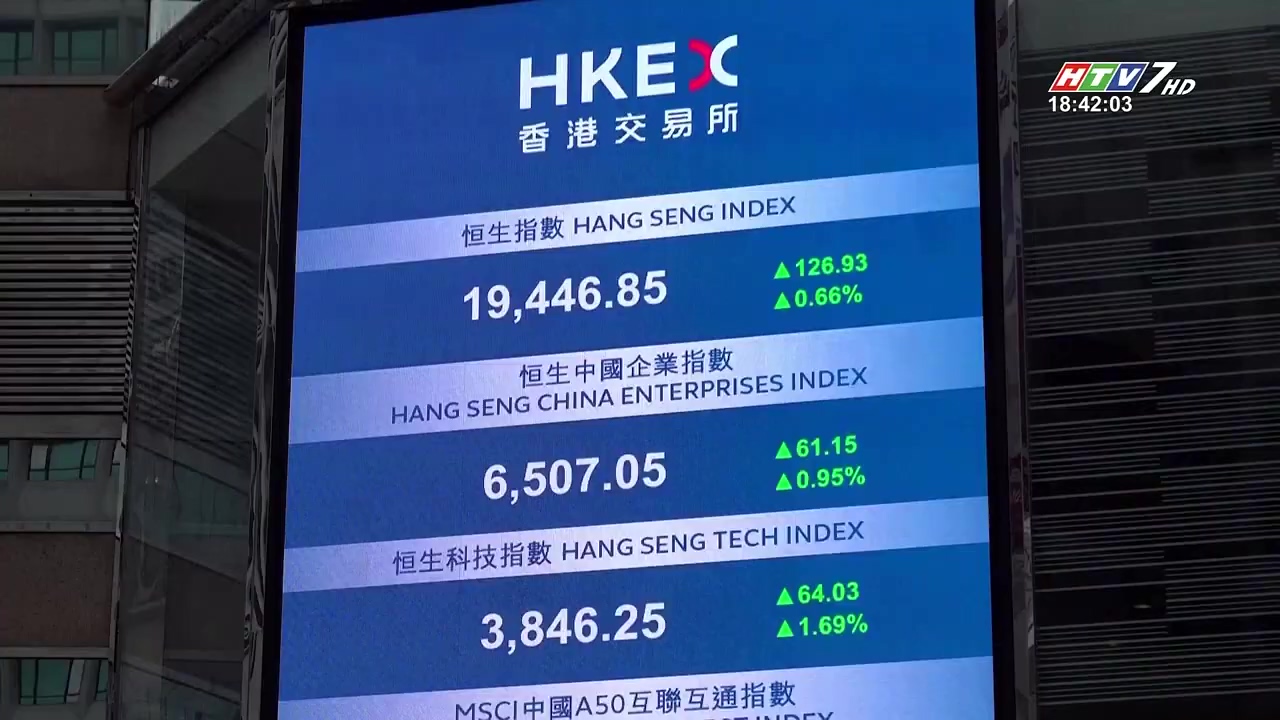 HKEX
香港交易所
HTV7HD
18:42:03
恒生指數 HANG SENG INDEX
19,446.85
▲126.93
▲0.66%
恒生中國企業指數
HANG SENG CHINA ENTERPRISES INDEX
6,507.05
▲61.15
▲0.95%
恒生科技指數 HANG SENG TECH INDEX
3,846.25
▲64.03
▲1.69%
MSCI中國A50互聯互通指數
INDEX